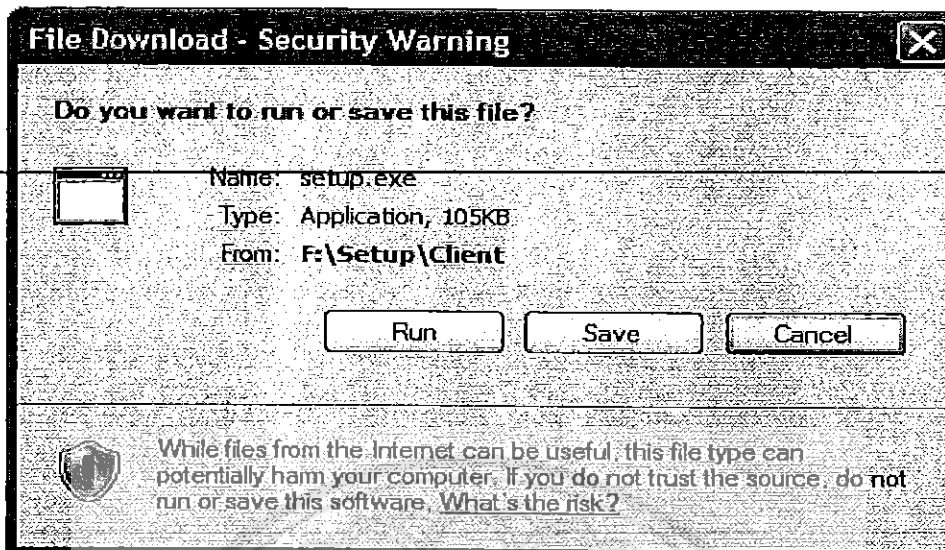 File Download - Security Warning
Do you want to run or save this file?
Name: setup.exe
Type: Application, 105KB
From: F:\Setup\Client
Run Save Cancel
While files from the Internet can be useful, this file type can
potentially harm your computer. If you do not trust the source, do not
run or save this software. What's the risk?